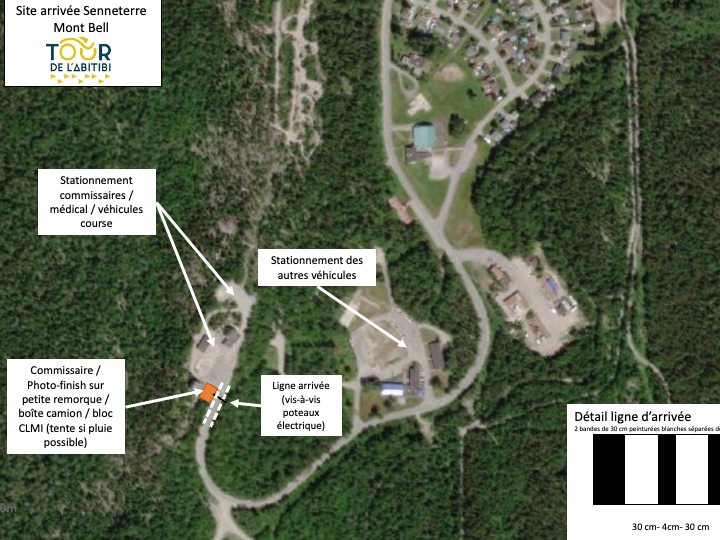 Site arrivée Senneterre
Mont Bell
TOUR
DE L'ABITIBI
Stationnement
commissaires /
médical / véhicules
course
Stationnement des
autres véhicules
Commissaire /
Photo-finish sur
petite remorque /
boîte camion / bloc
CLMI (tente si pluie
possible)
Ligne arrivée
(vis-à-vis
poteaux
électrique)
Détail ligne d'arrivée
2 bandes de 30 cm peinturées blanches séparées de
30 cm- 4cm- 30 cm